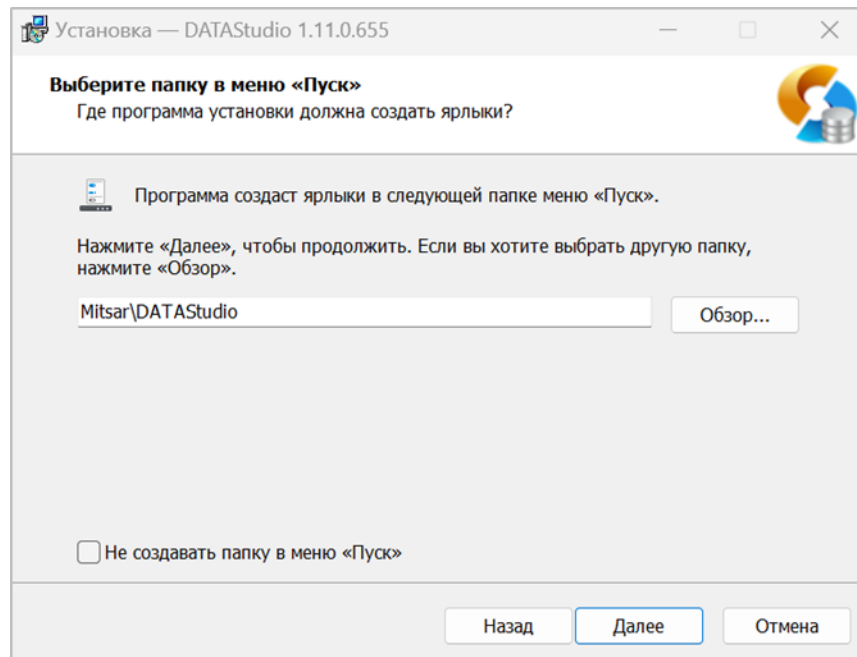 Установка — DATAStudio 1.11.0.655
Выберите папку в меню «Пуск»
Где программа установки должна создать ярлыки?
Программа создаст ярлыки в следующей папке меню «Пуск».
Нажмите «Далее», чтобы продолжить. Если вы хотите выбрать другую папку,
нажмите «Обзор».
Mitsar\DATAStudio
Обзор...
Не создавать папку в меню «Пуск»
Назад
Далее
Отмена